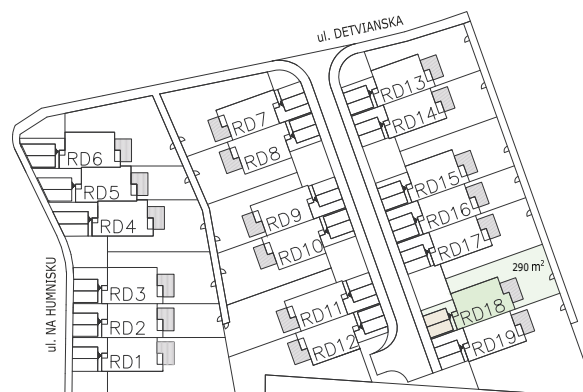 ul. DETVIANSKA
RD13
RD14
RD7
RD8
RD6
RD5
RD4
RD15
RD16
RD17
RD9
RD10
ul. NA HUMNISKU
290 m²
RD3
RD2
RD1
RD11
RD12
RD18
RD19